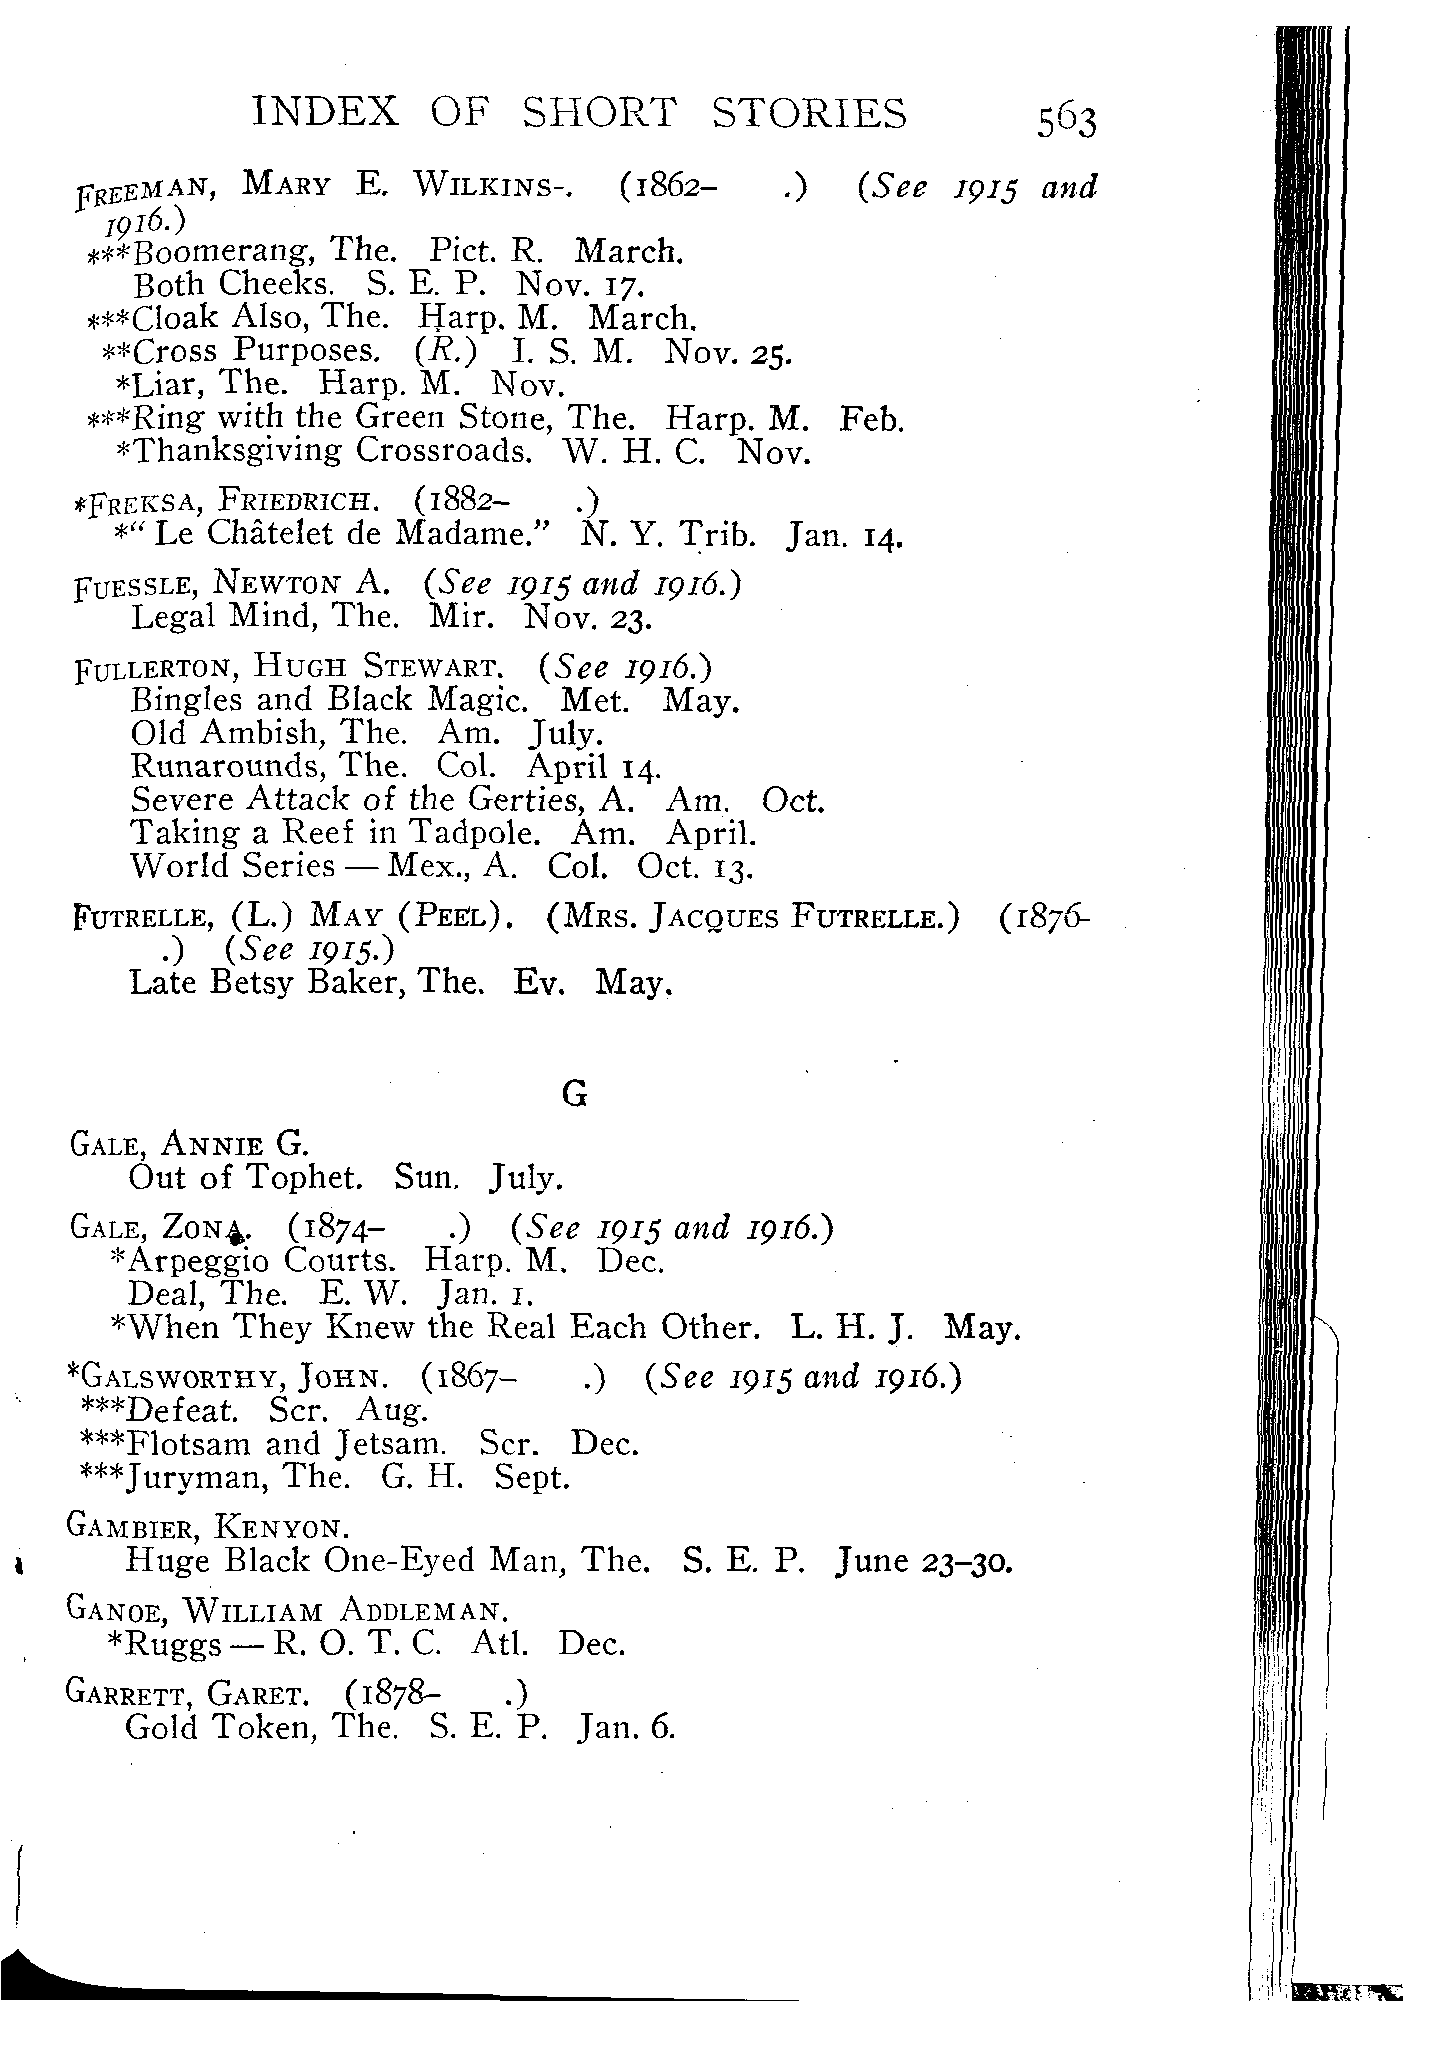 INDEX OF SHORT STORIES 563
FREEMAN, MARY E. WILKINS-. (1862– .) (See 1915 and
1916.)
***Boomerang, The. Pict. R. March.
Both Cheeks. S. E. P. Nov. 17.
***Cloak Also, The. Harp. M. March.
**Cross Purposes. (R.) I. S. M. Nov. 25.
*Liar, The. Harp. M. Nov.
***Ring with the Green Stone, The. Harp. M. Feb.
*Thanksgiving Crossroads. W. H. C. Nov.
*FREKSA, FRIEDRICH. (1882– .)
*“ Le Châtelet de Madame.” N. Y. Trib. Jan. 14.
FUESSLE, NEWTON A. (See 1915 and 1916.)
Legal Mind, The. Mir. Nov. 23.
FULLERTON, HUGH STEWART. (See 1916.)
Bingles and Black Magic. Met. May.
Old Ambish, The. Am. July.
Runarounds, The. Col. April 14.
Severe Attack of the Gerties, A. Am. Oct.
Taking a Reef in Tadpole. Am. April.
World Series — Mex., A. Col. Oct. 13.
FUTRELLE, (L.) MAY (PEEL). (MRS. JACQUES FUTRELLE.) (1876–
.) (See 1915.)
Late Betsy Baker, The. Ev. May.
G
GALE, ANNIE G.
Out of Tophet. Sun. July.
GALE, ZONA. (1874– .) (See 1915 and 1916.)
*Arpeggio Courts. Harp. M. Dec.
Deal, The. E. W. Jan. 1.
*When They Knew the Real Each Other. L. H. J. May.
*GALSWORTHY, JOHN. (1867– .) (See 1915 and 1916.)
***Defeat. Scr. Aug.
***Flotsam and Jetsam. Scr. Dec.
***Juryman, The. G. H. Sept.
GAMBIER, KENYON.
Huge Black One-Eyed Man, The. S. E. P. June 23–30.
GANOE, WILLIAM ADDLEMAN.
*Ruggs — R. O. T. C. Atl. Dec.
GARRETT, GARET. (1878– .)
Gold Token, The. S. E. P. Jan. 6.